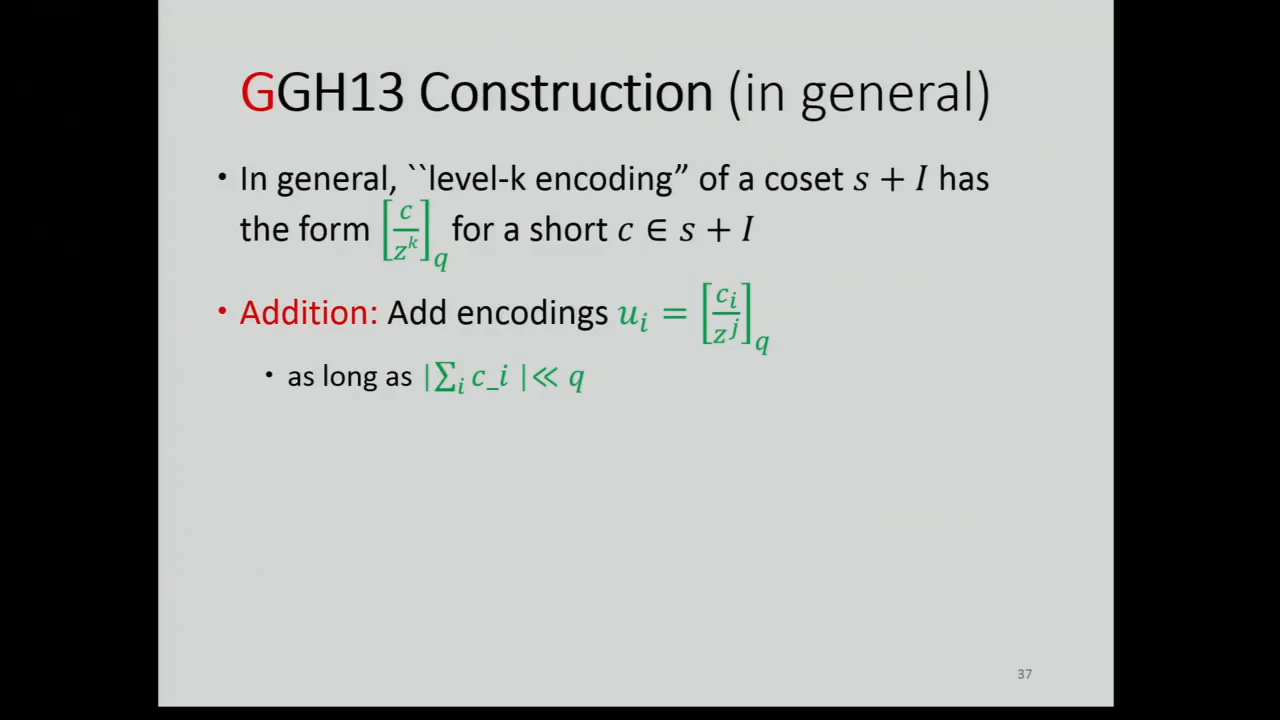 GGH13 Construction (in general)
• In general, ``level-k encoding” of a coset s + I has
the form [c/z^k]_q for a short c ∈ s + I
• Addition: Add encodings u_i = [c_i/z^j]_q
• as long as |∑_i c_i |≪ q
37